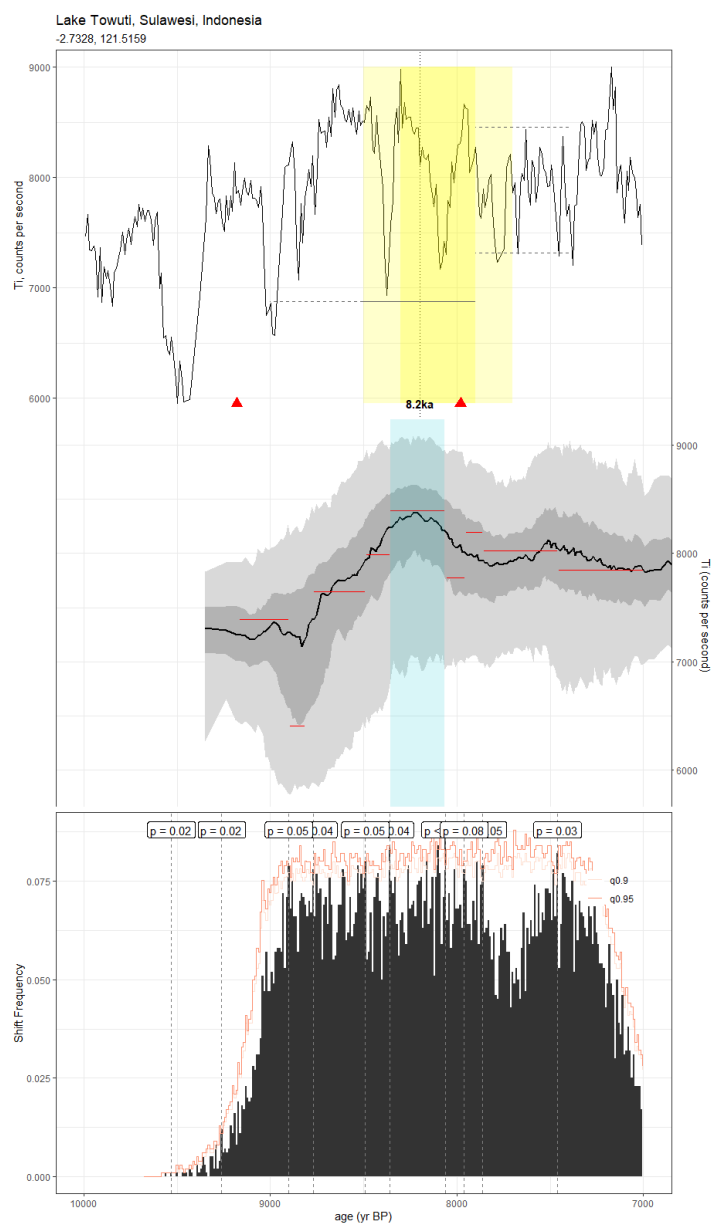 Lake Towuti, Sulawesi, Indonesia
-2.7328, 121.5159
9000
8000
7000
6000
Ti, counts per second
8.2ka
9000
8000
7000
6000
Ti (counts per second)
p = 0.02
p = 0.02
p = 0.05
0.04
p = 0.05
0.04
p <
p = 0.08
05
p = 0.03
q0.9
q0.95
0.075
0.050
0.025
0.000
Shift Frequency
10000
9000
8000
7000
age (yr BP)